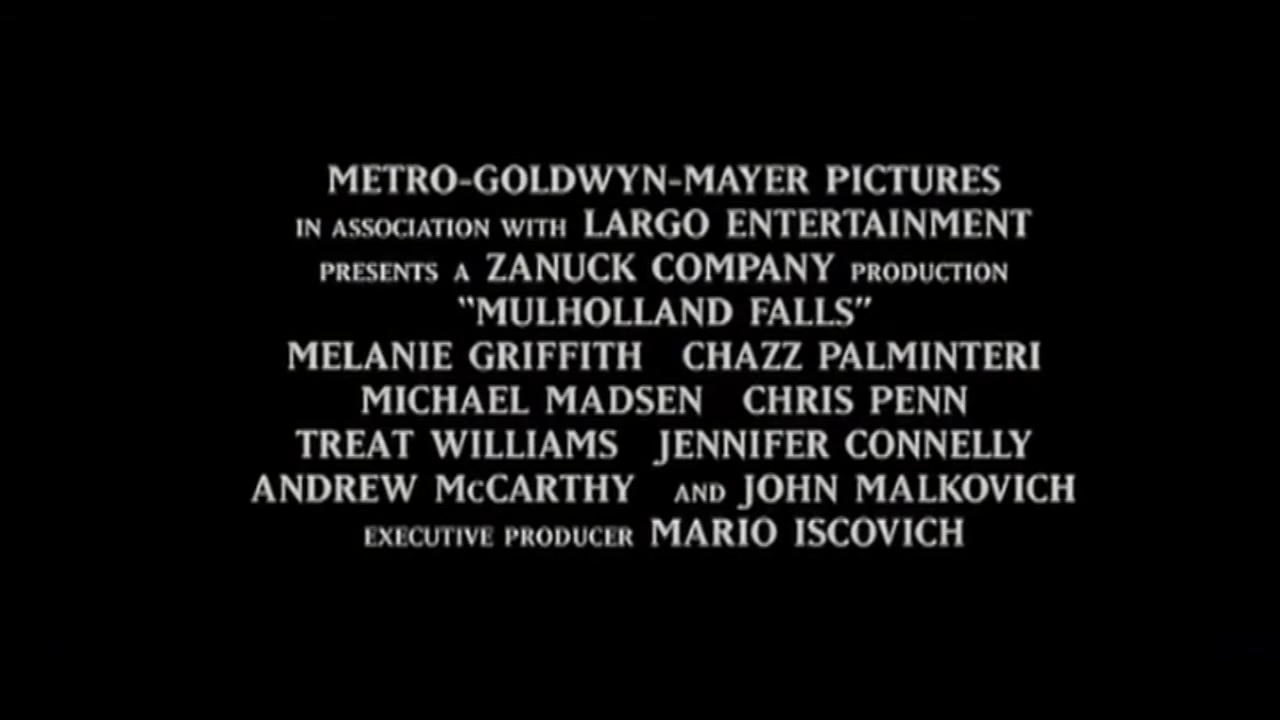 METRO-GOLDWYN-MAYER PICTURES
IN ASSOCIATION WITH LARGO ENTERTAINMENT
PRESENTS A ZANUCK COMPANY PRODUCTION
"MULHOLLAND FALLS"
MELANIE GRIFFITH CHAZZ PALMINTERI
MICHAEL MADSEN CHRIS PENN
TREAT WILLIAMS JENNIFER CONNELLY
ANDREW McCARTHY AND JOHN MALKOVICH
EXECUTIVE PRODUCER MARIO ISCOVICH